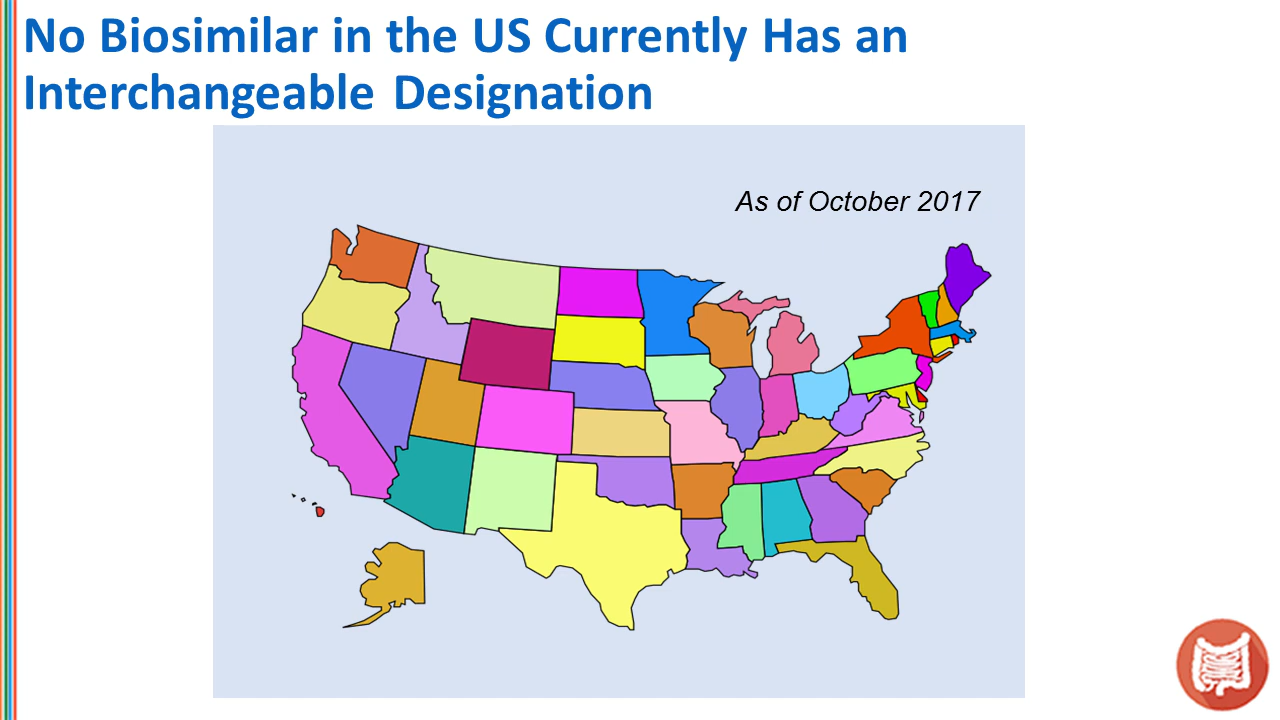 No Biosimilar in the US Currently Has an
Interchangeable Designation
As of October 2017